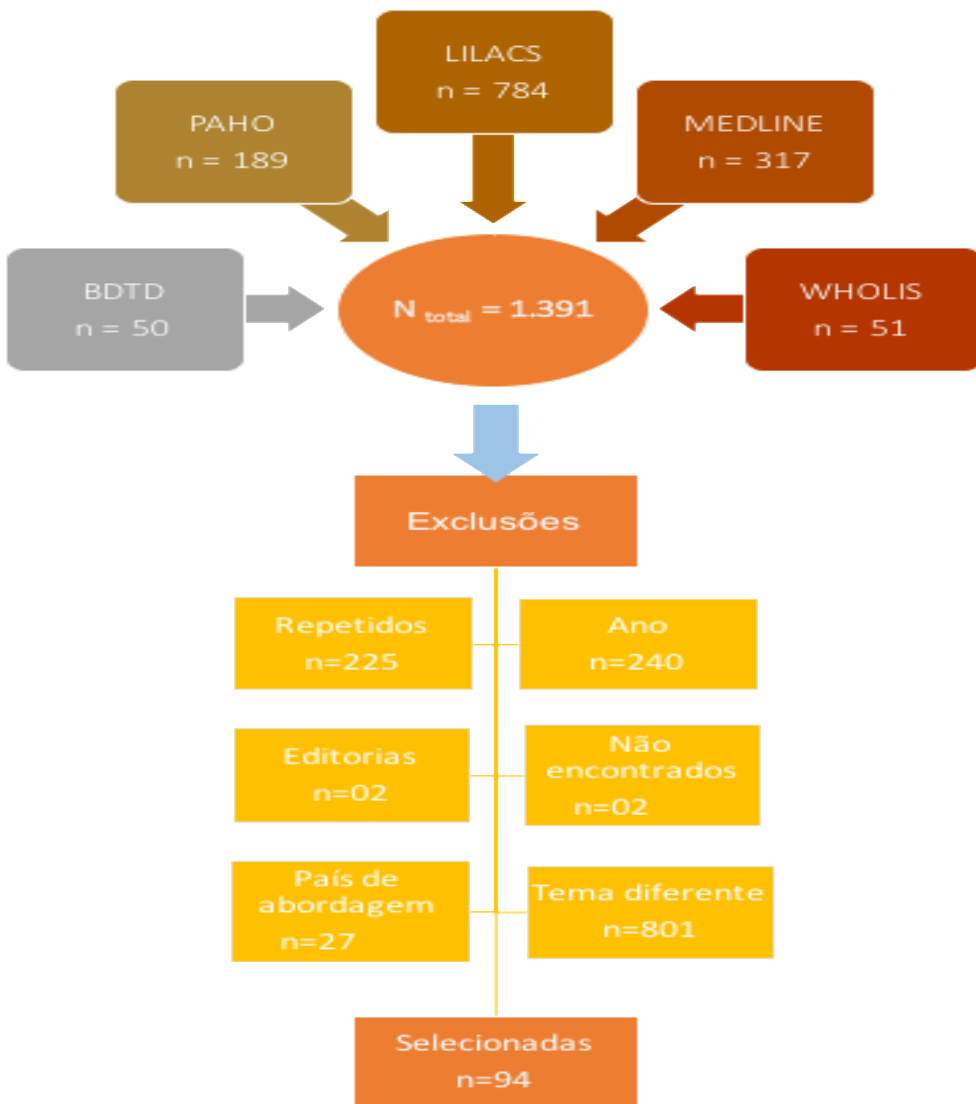 LILACS
n = 784
PAHO
n = 189
MEDLINE
n = 317
BDTD
n = 50
N total = 1.391
WHOLIS
n = 51
Exclusões
Repetidos
n=225
Ano
n=240
Editorias
n=02
Não
encontrados
n=02
País de
abordagem
n=27
Tema diferente
n=801
Selecionadas
n=94